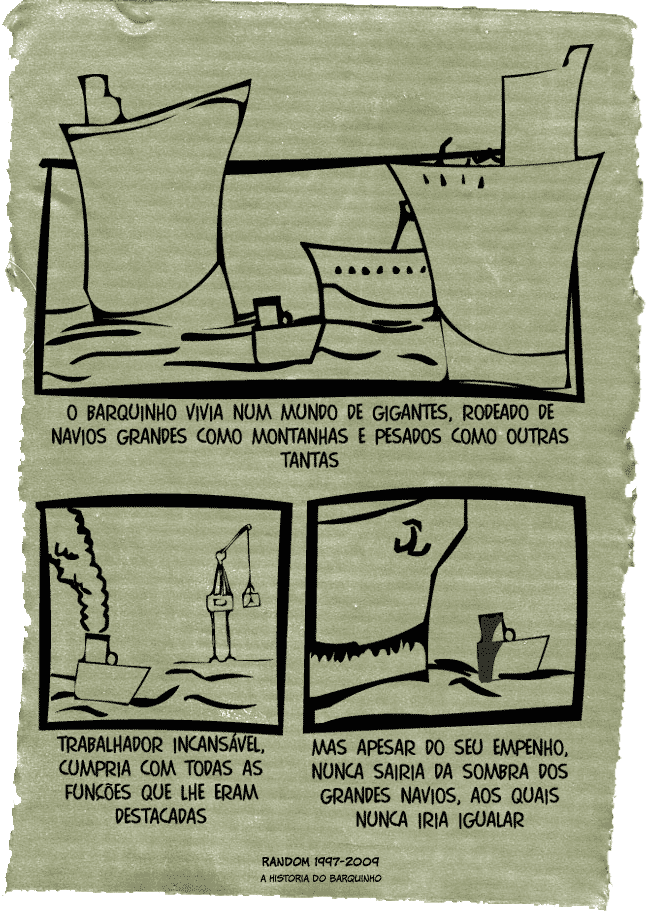 O BARQUINHO VIVIA NUM MUNDO DE GIGANTES, RODEADO DE
NAVIOS GRANDES COMO MONTANHAS E PESADOS COMO OUTRAS
TANTAS
TRABALHADOR INCANSÁVEL,
CUMPRIA COM TODAS AS
FUNCÕES QUE LHE ERAM
DESTACADAS
MAS APESAR DO SEU EMPENHO,
NUNCA SAIRIA DA SOMBRA DOS
GRANDES NAVIOS, AOS QUAIS
NUNCA IRIA IGUALAR
RANDOM 1997-2009
A HISTORIA DO BARQUINHO